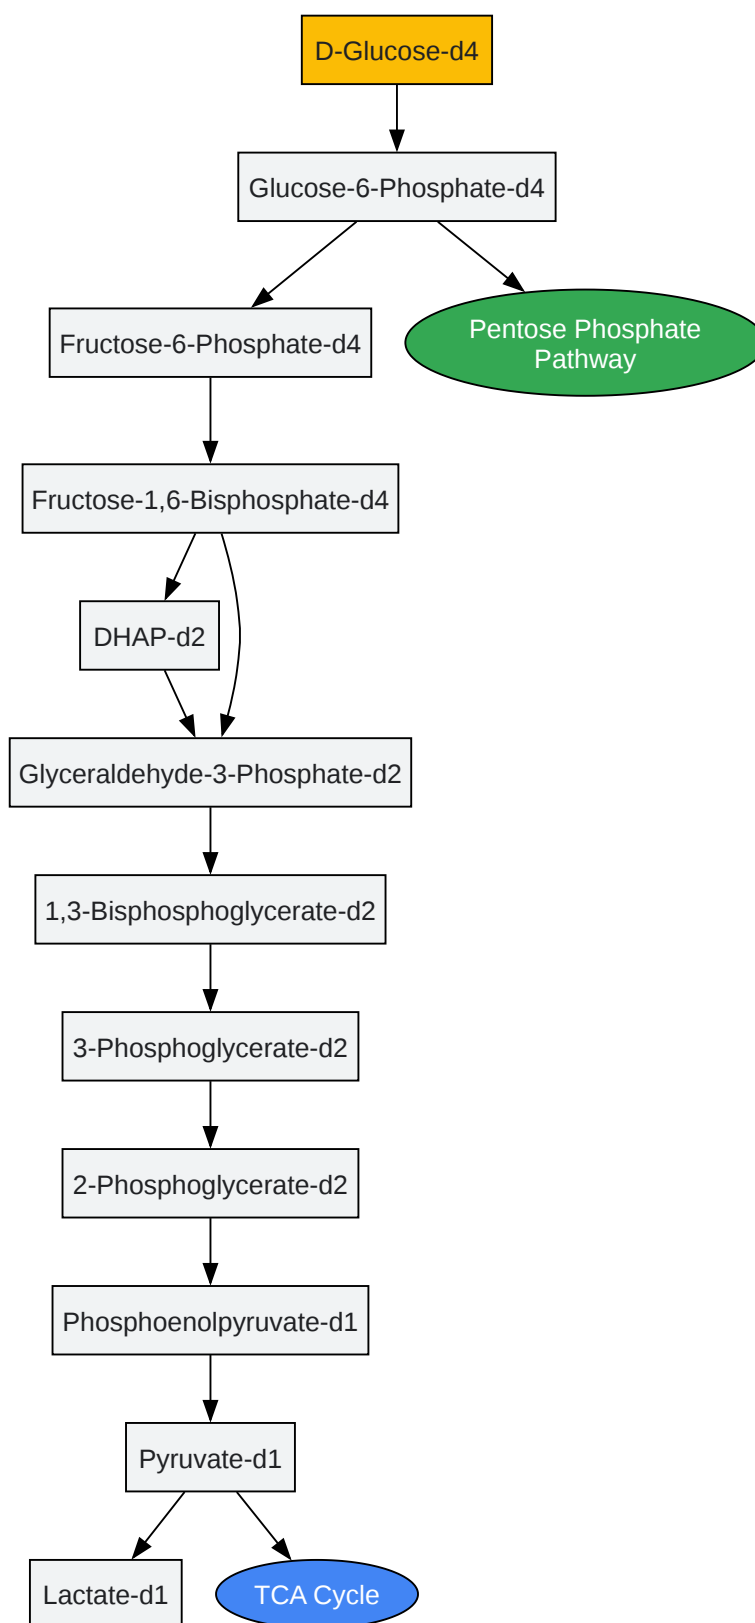 D-Glucose-d4
Glucose-6-Phosphate-d4
Fructose-6-Phosphate-d4
Pentose Phosphate
Pathway
Fructose-1,6-Bisphosphate-d4
DHAP-d2
Glyceraldehyde-3-Phosphate-d2
1,3-Bisphosphoglycerate-d2
3-Phosphoglycerate-d2
2-Phosphoglycerate-d2
Phosphoenolpyruvate-d1
Pyruvate-d1
Lactate-d1
TCA Cycle